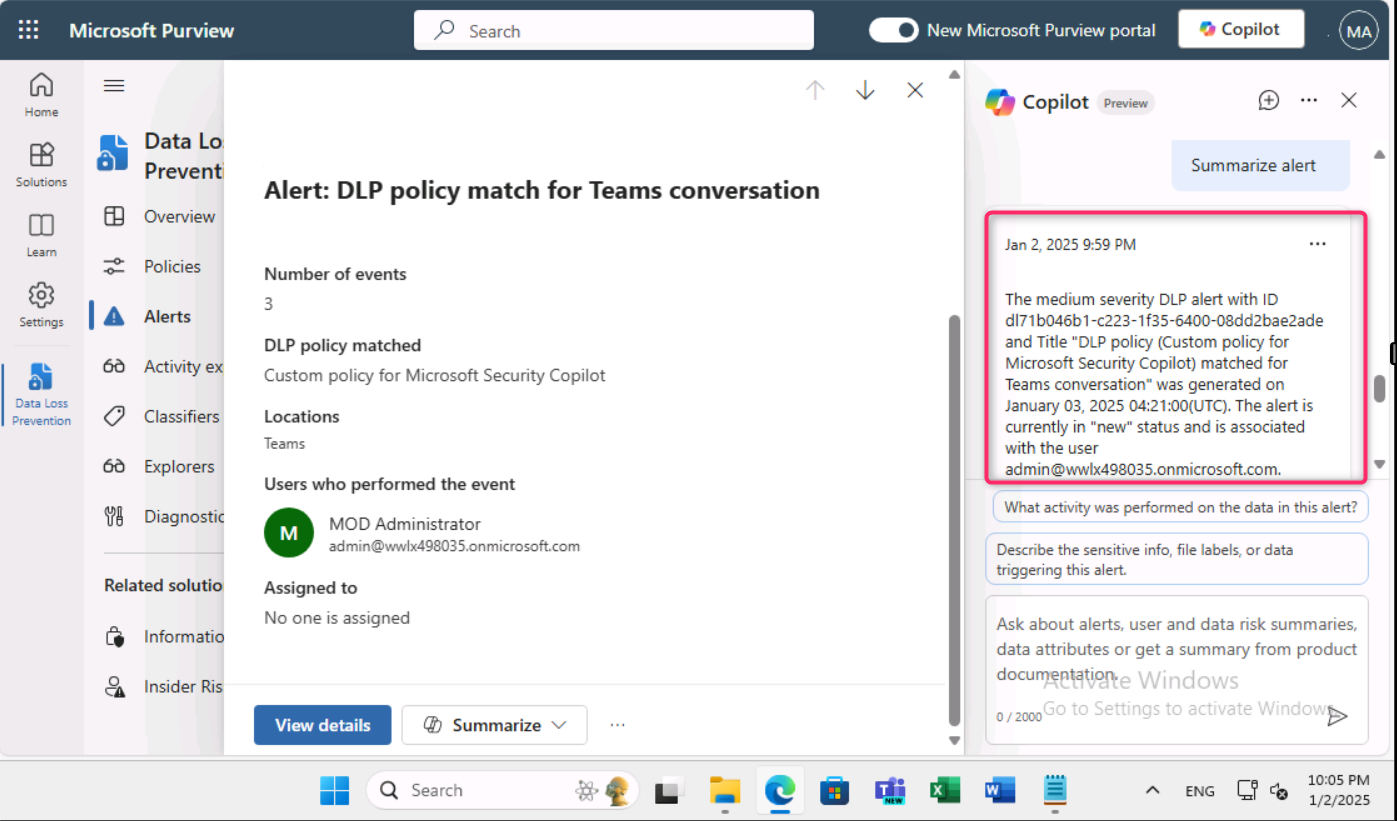 Microsoft Purview
Search
New Microsoft Purview portal
Copilot
MA
Home
Solutions
Learn
Settings
Data Loss
Prevention
Data Lo
Preventi
Overview
Policies
Alerts
Activity ex
Classifiers
Explorers
Diagnostic
Related solutio
Informatio
Insider Ris
Alert: DLP policy match for Teams conversation
Number of events
3
DLP policy matched
Custom policy for Microsoft Security Copilot
Locations
Teams
Users who performed the event
M
MOD Administrator
admin@wwlx498035.onmicrosoft.com
Assigned to
No one is assigned
View details
Summarize
Copilot Preview
Summarize alert
Jan 2, 2025 9:59 PM
The medium severity DLP alert with ID
dl71b046b1-c223-1f35-6400-08dd2bae2ade
and Title "DLP policy (Custom policy for
Microsoft Security Copilot) matched for
Teams conversation" was generated on
January 03, 2025 04:21:00(UTC). The alert is
currently in "new" status and is associated
with the user
admin@wwlx498035.onmicrosoft.com.
What activity was performed on the data in this alert?
Describe the sensitive info, file labels, or data
triggering this alert.
Ask about alerts, user and data risk summaries,
data attributes or get a summary from product
documentation.
Activate Windows
Go to Settings to activate Windows.
0 / 2000
Search
NEW
ENG
10:05 PM
1/2/2025